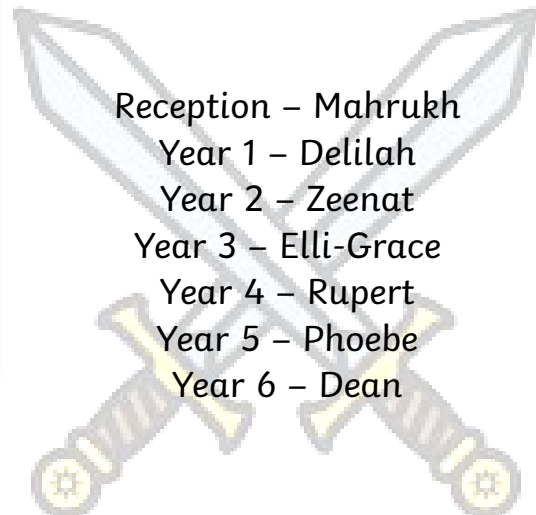 Reception – Mahrukh
Year 1 – Delilah
Year 2 – Zeenat
Year 3 – Elli-Grace
Year 4 – Rupert
Year 5 – Phoebe
Year 6 – Dean